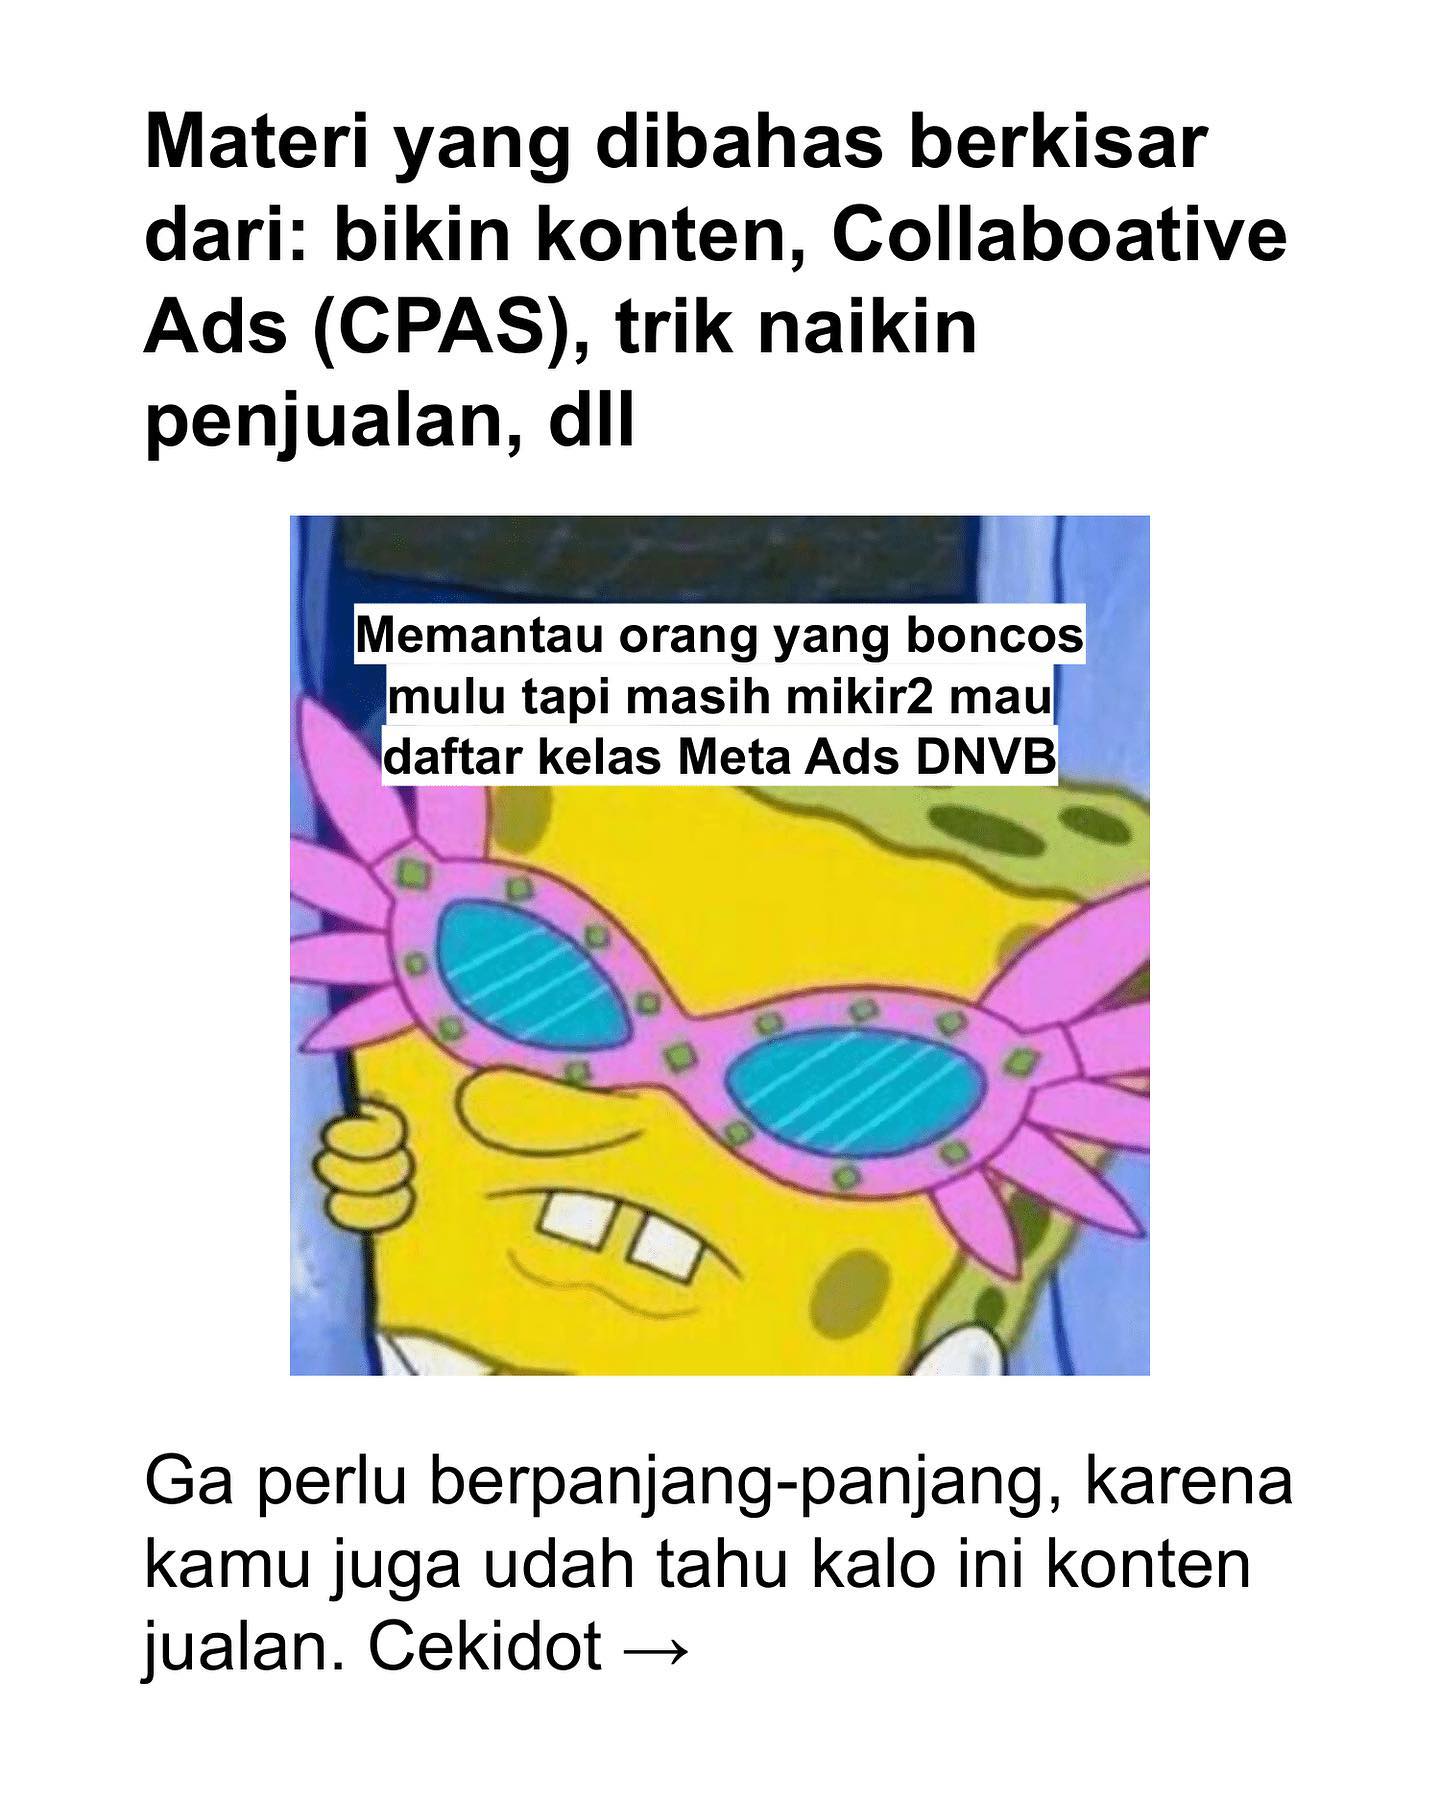 Materi yang dibahas berkisar
dari: bikin konten, Collaboative
Ads (CPAS), trik naikin
penjualan, dll
Memantau orang yang boncos
mulu tapi masih mikir2 mau
daftar kelas Meta Ads DNVB
Ga perlu berpanjang-panjang, karena
kamu juga udah tahu kalo ini konten
jualan. Cekidot →